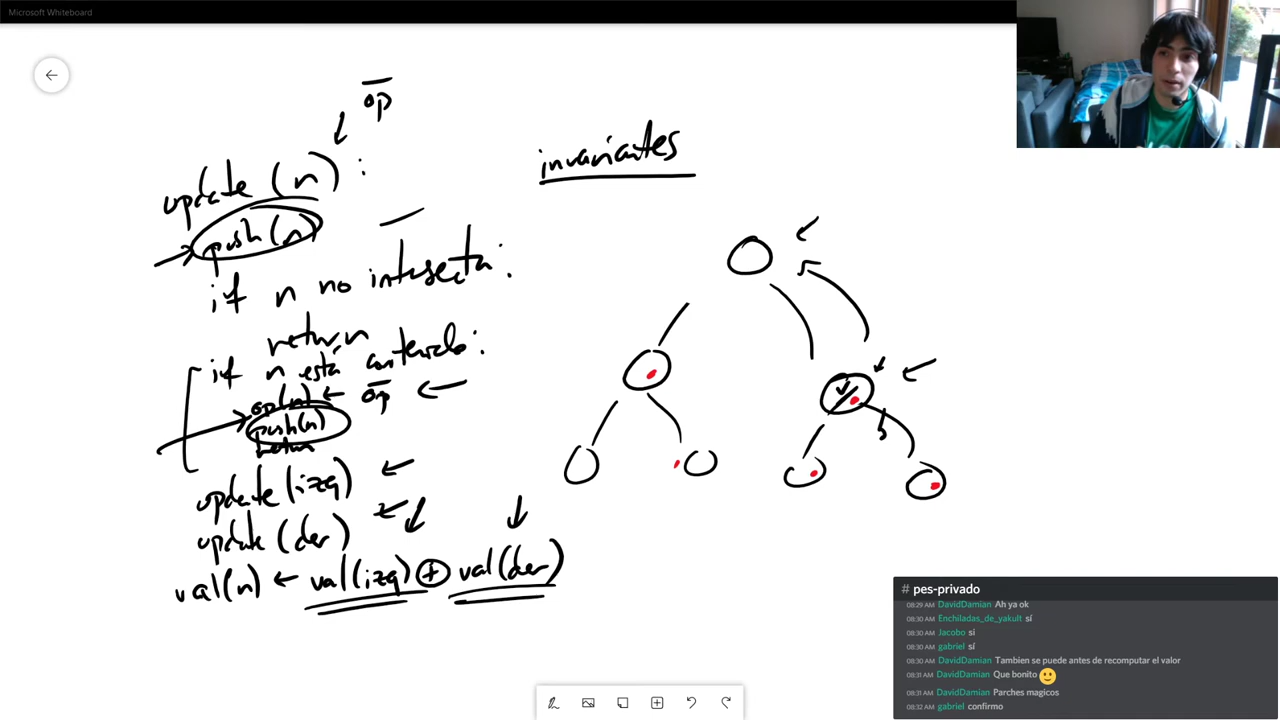 Microsoft Whiteboard
op
update (n) :
push(n)
if n no intersecta:
return
if n está contenido:
op(n) ← op
push(n)
return
update (izq)
update (der)
val(n) ← val(izq) + val(der)
invariantes
# pes-privado
08:29 AM DavidDamian Ah ya ok
08:30 AM Enchiladas_de_yakult sí
08:30 AM Jacobo si
08:30 AM gabriel sí
08:30 AM DavidDamian Tambien se puede antes de recomputar el valor
08:31 AM DavidDamian Que bonito 🙂
08:31 AM DavidDamian Parches magicos
08:32 AM gabriel confirmo